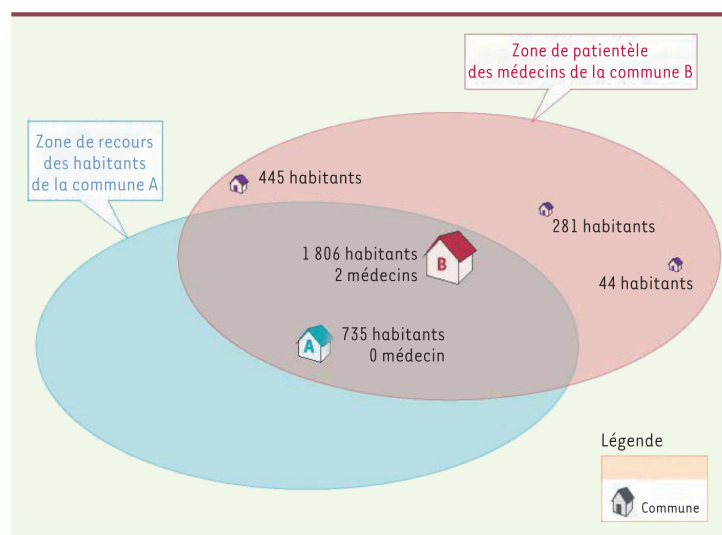 Zone de patientèle
des médecins de la commune B
Zone de recours
des habitants
de la commune A
445 habitants
281 habitants
1 806 habitants
2 médecins
B
44 habitants
A
735 habitants
0 médecin
Légende
Commune